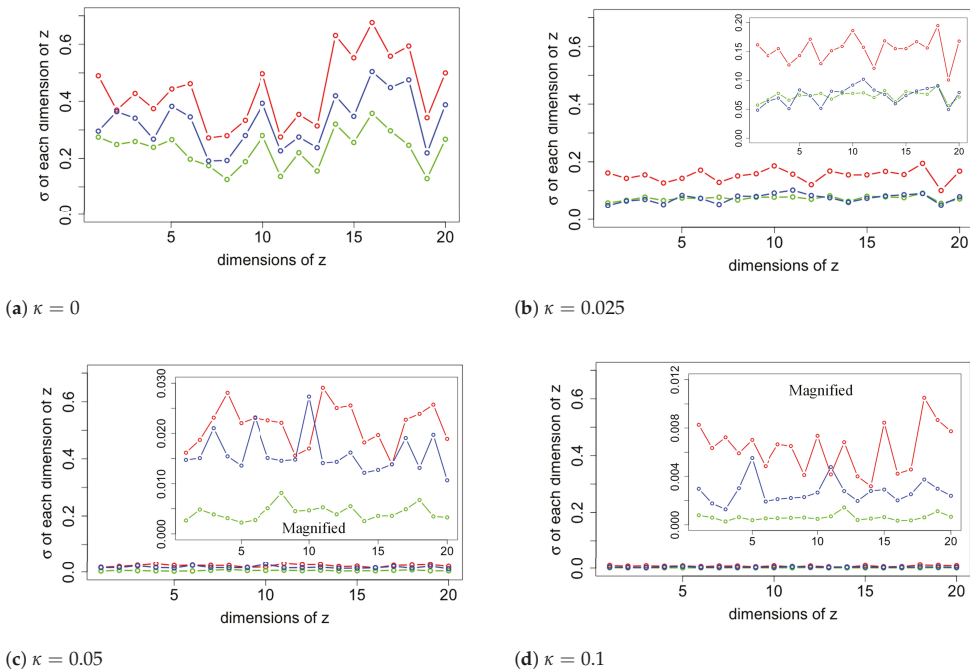 σ of each dimension of z
0.0 0.2 0.4 0.6
5 10 15 20
dimensions of z
(a) κ = 0
σ of each dimension of z
0.0 0.2 0.4 0.6
0.00 0.05 0.10 0.15 0.20
5 10 15 20
5 10 15 20
dimensions of z
(b) κ = 0.025
σ of each dimension of z
0.0 0.2 0.4 0.6
0.000 0.010 0.020 0.030
Magnified
5 10 15 20
5 10 15 20
dimensions of z
(c) κ = 0.05
σ of each dimension of z
0.0 0.2 0.4 0.6
0.000 0.004 0.008 0.012
Magnified
5 10 15 20
5 10 15 20
dimensions of z
(d) κ = 0.1